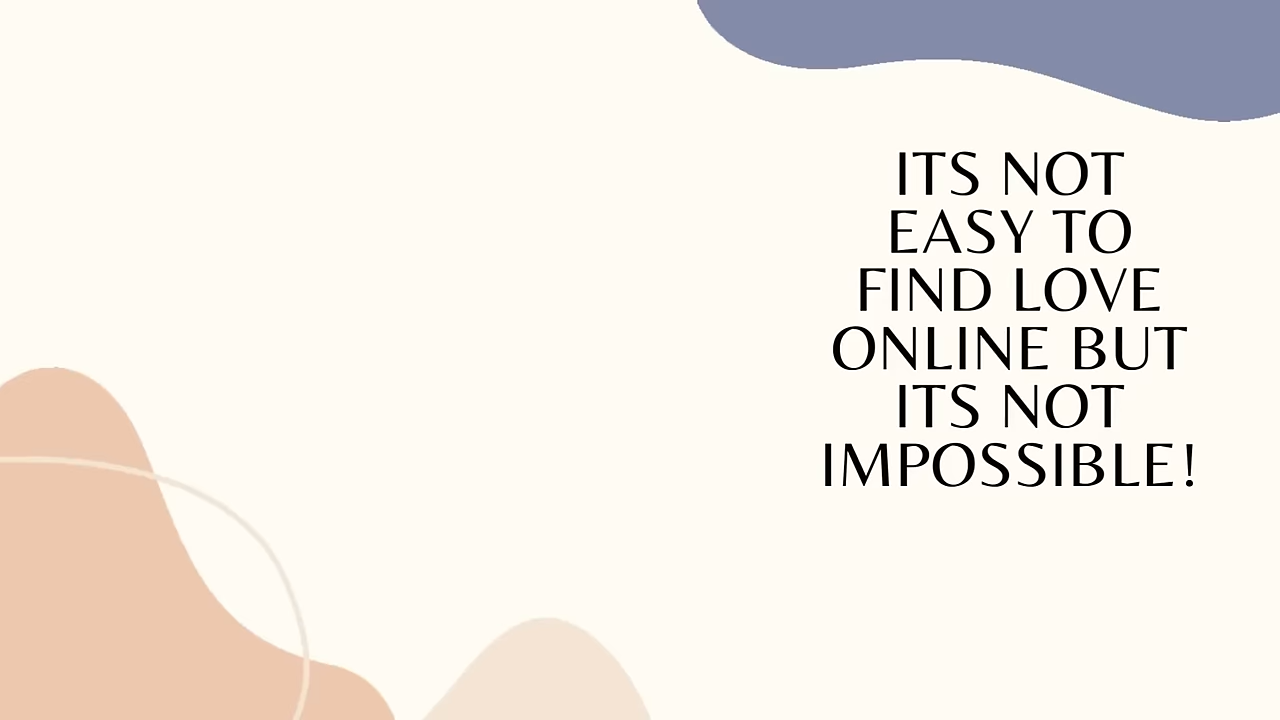 ITS NOT
EASY TO
FIND LOVE
ONLINE BUT
ITS NOT
IMPOSSIBLE!